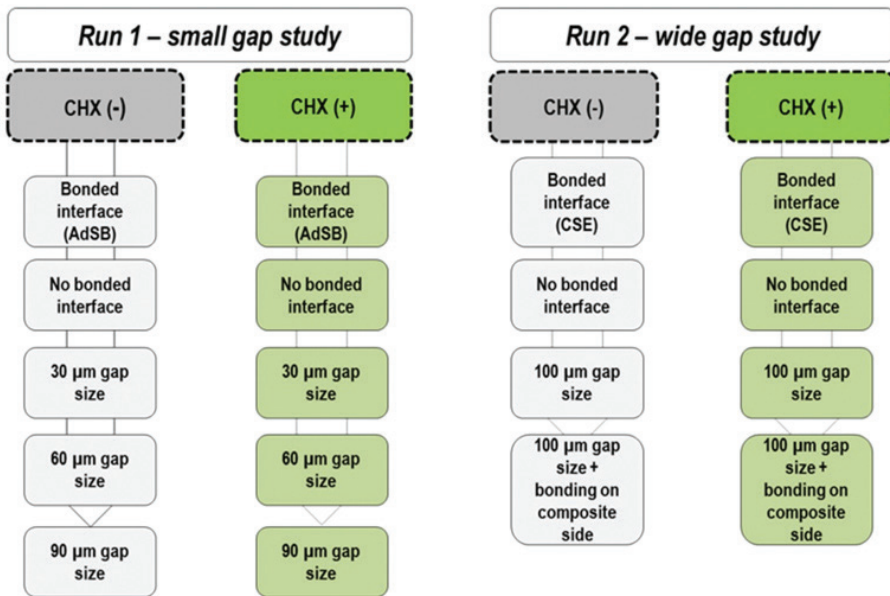 Run 1 – small gap study
CHX (-)
Bonded
interface
(AdSB)
No bonded
interface
30 µm gap
size
60 µm gap
size
90 µm gap
size
CHX (+)
Bonded
interface
(AdSB)
No bonded
interface
30 µm gap
size
60 µm gap
size
90 µm gap
size
Run 2 – wide gap study
CHX (-)
Bonded
interface
(CSE)
No bonded
interface
100 µm gap
size
100 µm gap
size +
bonding on
composite
side
CHX (+)
Bonded
interface
(CSE)
No bonded
interface
100 µm gap
size
100 µm gap
size +
bonding on
composite
side